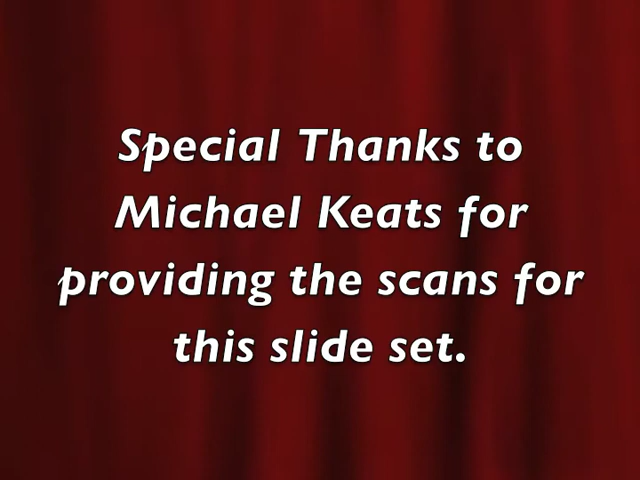 Special Thanks to
Michael Keats for
providing the scans for
this slide set.